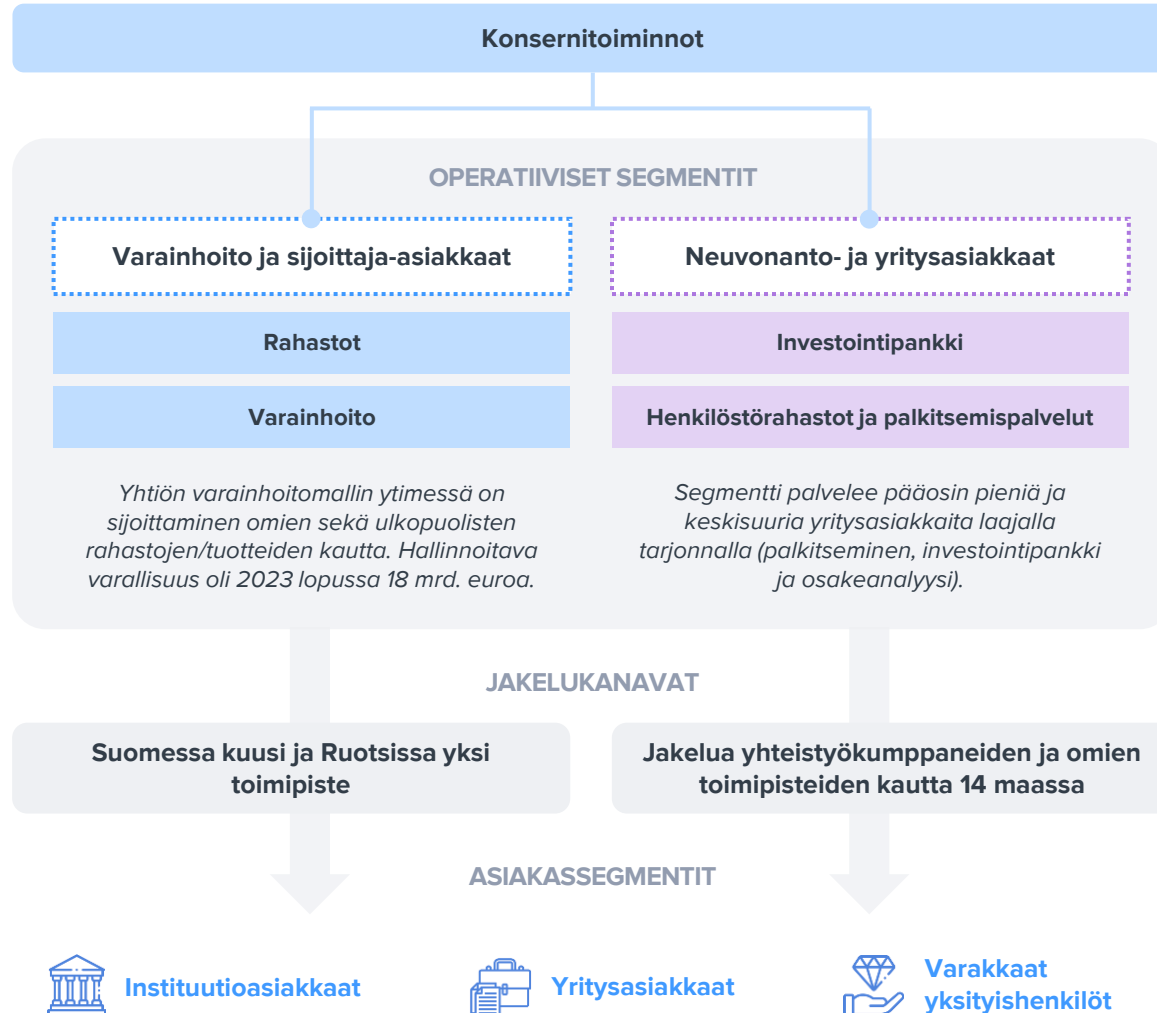 Konsernitoiminnot
OPERATIIVISET SEGMENTIT
Varainhoito ja sijoittaja-asiakkaat
Rahastot
Varainhoito
Yhtiön varainhoitomallin ytimessä on
sijoittaminen omien sekä ulkopuolisten
rahastojen/tuotteiden kautta. Hallinnoitava
varallisuus oli 2023 lopussa 18 mrd. euroa.
Neuvonanto- ja yritysasiakkaat
Investointipankki
Henkilöstörahastot ja palkitsemispalvelut
Segmentti palvelee pääosin pieniä ja
keskisuuria yritysasiakkaita laajalla
tarjonnalla (palkitseminen, investointipankki
ja osakeanalyysi).
JAKELUKANAVAT
Suomessa kuusi ja Ruotsissa yksi
toimipiste
Jakelua yhteistyökumppaneiden ja omien
toimipisteiden kautta 14 maassa
ASIAKASSEGMENTIT
Instituutioasiakkaat
Yritysasiakkaat
Varakkaat
yksityishenkilöt